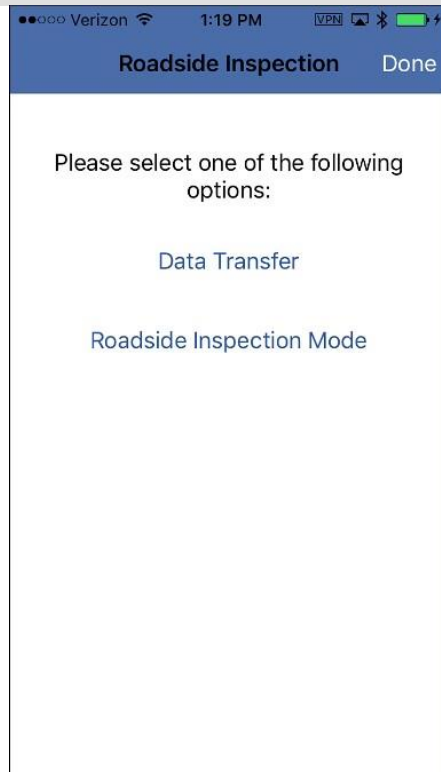 Verizon 1:19 PM VPN
Roadside Inspection Done
Please select one of the following
options:
Data Transfer
Roadside Inspection Mode